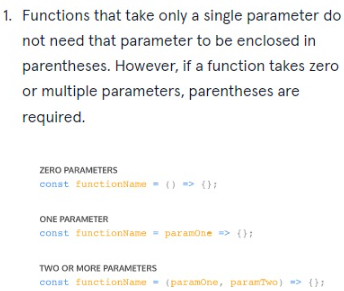 1. Functions that take only a single parameter do
not need that parameter to be enclosed in
parentheses. However, if a function takes zero
or multiple parameters, parentheses are
required.
ZERO PARAMETERS
const functionName = () => {};
ONE PARAMETER
const functionName = paramOne => {};
TWO OR MORE PARAMETERS
const functionName = (paramOne, paramTwo) => {};